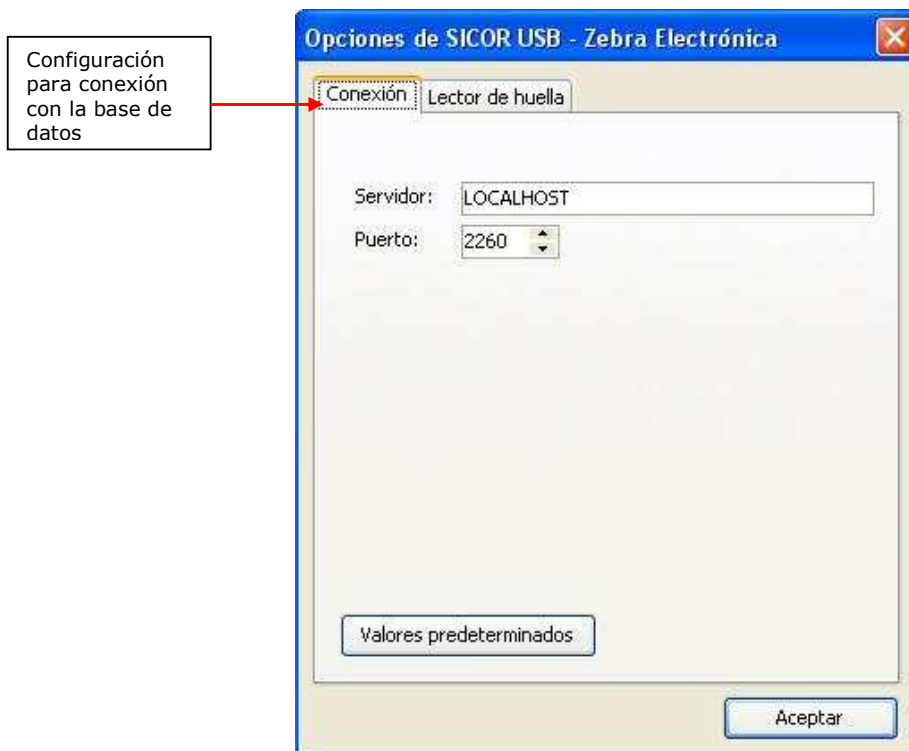 Configuración
para conexión
con la base de
datos
Opciones de SICOR USB - Zebra Electrónica
Conexión
Lector de huella
Servidor:
LOCALHOST
Puerto:
2260
Valores predeterminados
Aceptar